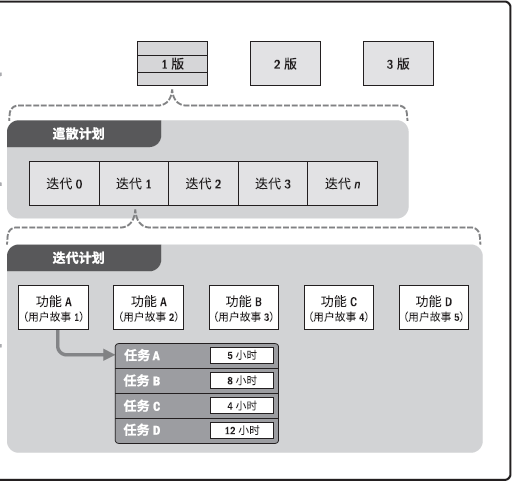 1 版
2 版
3 版
遣散计划
迭代 0
迭代 1
迭代 2
迭代 3
迭代 n
迭代计划
功能 A
(用户故事 1)
功能 A
(用户故事 2)
功能 B
(用户故事 3)
功能 C
(用户故事 4)
功能 D
(用户故事 5)
任务 A
5 小时
任务 B
8 小时
任务 C
4 小时
任务 D
12 小时